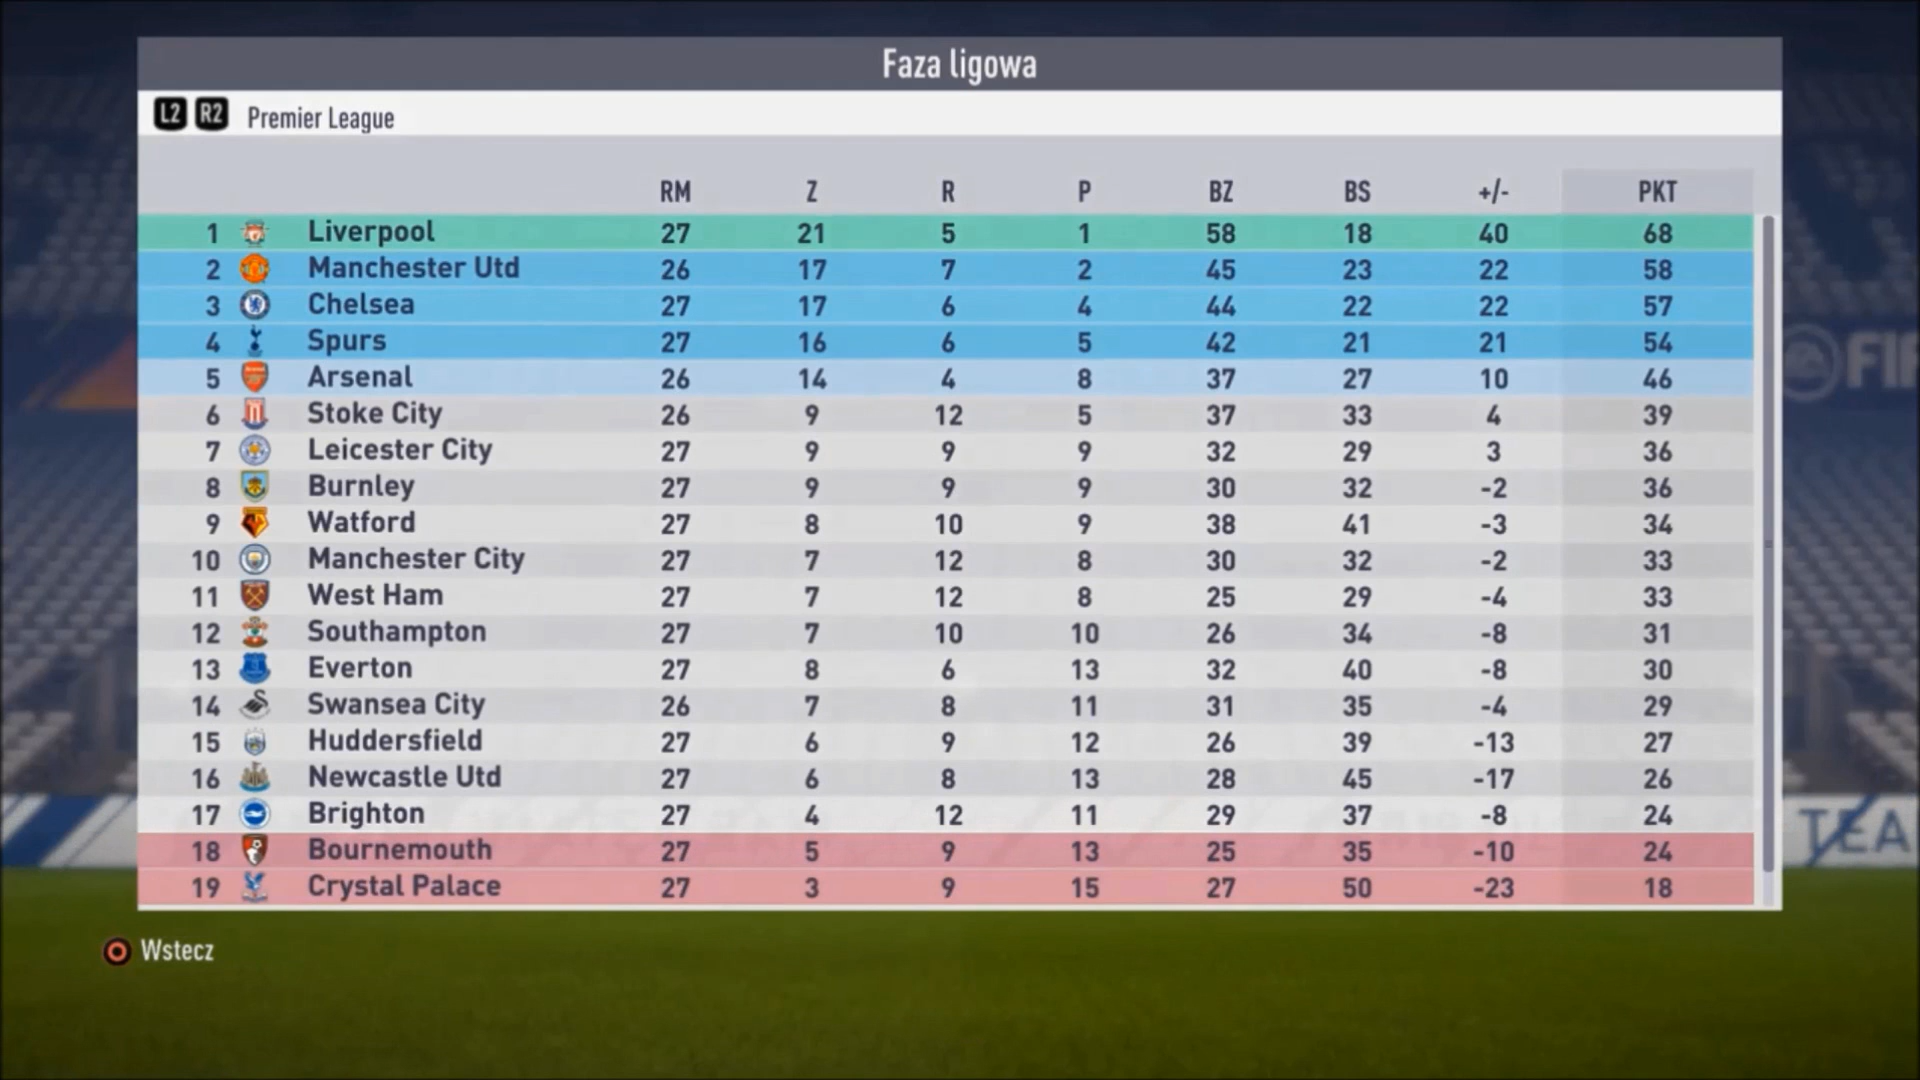 Faza ligowa
L2 R2 Premier League
RM Z R P BZ BS +/- PKT
1 Liverpool 27 21 5 1 58 18 40 68
2 Manchester Utd 26 17 7 2 45 23 22 58
3 Chelsea 27 17 6 4 44 22 22 57
4 Spurs 27 16 6 5 42 21 21 54
5 Arsenal 26 14 4 8 37 27 10 46
6 Stoke City 26 9 12 5 37 33 4 39
7 Leicester City 27 9 9 9 32 29 3 36
8 Burnley 27 9 9 9 30 32 -2 36
9 Watford 27 8 10 9 38 41 -3 34
10 Manchester City 27 7 12 8 30 32 -2 33
11 West Ham 27 7 12 8 25 29 -4 33
12 Southampton 27 7 10 10 26 34 -8 31
13 Everton 27 8 6 13 32 40 -8 30
14 Swansea City 26 7 8 11 31 35 -4 29
15 Huddersfield 27 6 9 12 26 39 -13 27
16 Newcastle Utd 27 6 8 13 28 45 -17 26
17 Brighton 27 4 12 11 29 37 -8 24
18 Bournemouth 27 5 9 13 25 35 -10 24
19 Crystal Palace 27 3 9 15 27 50 -23 18
Wstecz